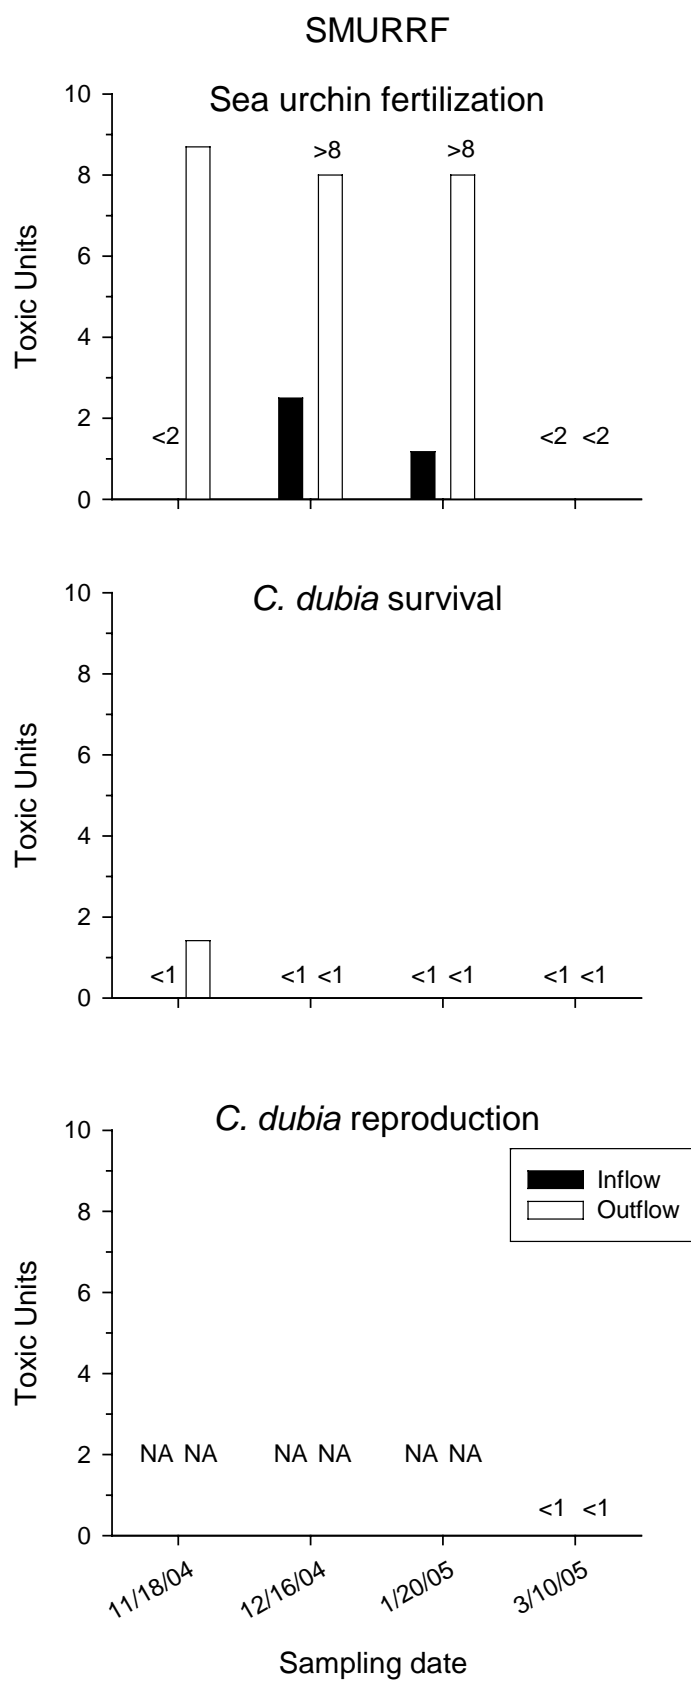 SMURRF
Sea urchin fertilization
10
8
6
4
2
0
Toxic Units
>8 >8
<2 <2 <2
C. dubia survival
10
8
6
4
2
0
Toxic Units
<1 <1 <1 <1 <1 <1 <1
C. dubia reproduction
10
8
6
4
2
0
Toxic Units
Inflow
Outflow
NA NA NA NA NA NA
<1 <1
11/18/04 12/16/04 1/20/05 3/10/05
Sampling date